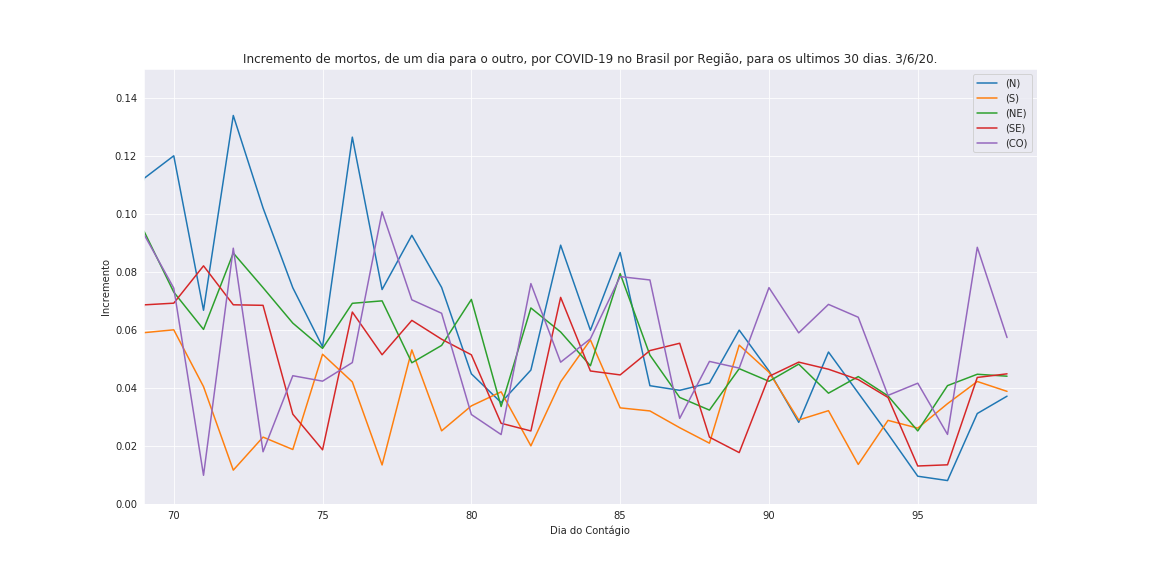 Incremento de mortos, de um dia para o outro, por COVID-19 no Brasil por Região, para os ultimos 30 dias. 3/6/20.
(N)
(S)
(NE)
(SE)
(CO)
Incremento
0.14
0.12
0.10
0.08
0.06
0.04
0.02
0.00
70 75 80 85 90 95
Dia do Contágio